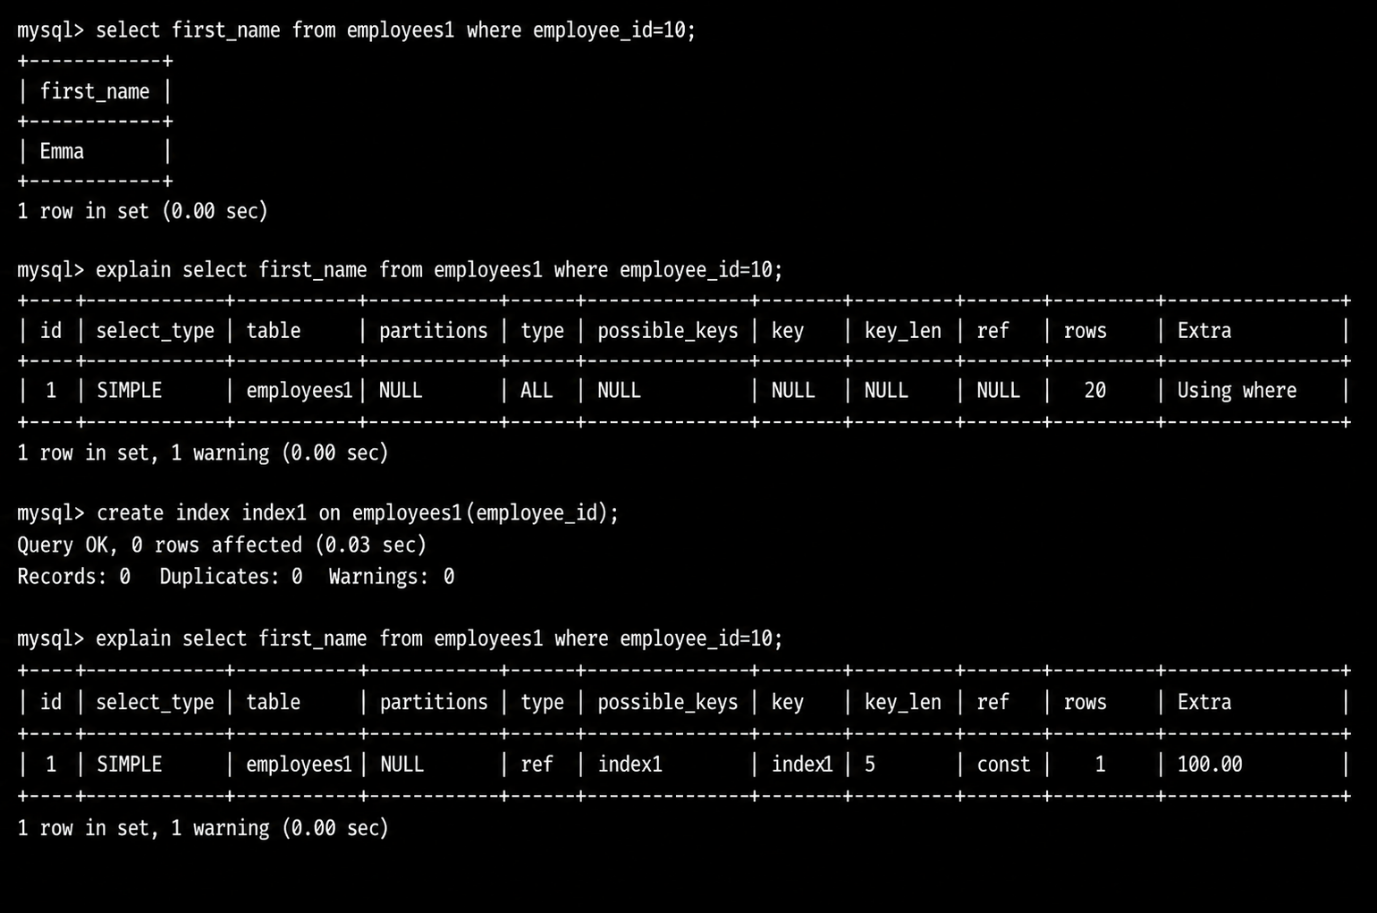 mysql> select first_name from employees1 where employee_id=10;
+------------+
| first_name |
+------------+
| Emma       |
+------------+
1 row in set (0.00 sec)
mysql> explain select first_name from employees1 where employee_id=10;
+----+-------------+------------+------------+------+---------------+--------+---------+-------+---------+----------------+
| id | select_type | table     | partitions | type | possible_keys | key   | key_len | ref   | rows    | Extra          |
+----+-------------+------------+------------+------+---------------+--------+---------+-------+---------+----------------+
| 1 | SIMPLE      | employees1| NULL       | ALL  | NULL          | NULL  | NULL    | NULL |   20    | Using where    |
+----+-------------+------------+------------+------+---------------+--------+---------+-------+---------+----------------+
1 row in set, 1 warning (0.00 sec)
mysql> create index index1 on employees1(employee_id);
Query OK, 0 rows affected (0.03 sec)
Records: 0  Duplicates: 0  Warnings: 0
mysql> explain select first_name from employees1 where employee_id=10;
+----+-------------+------------+------------+------+---------------+--------+---------+-------+---------+----------------+
| id | select_type | table     | partitions | type | possible_keys | key   | key_len | ref   | rows    | Extra          |
+----+-------------+------------+------------+------+---------------+--------+---------+-------+---------+----------------+
| 1 | SIMPLE      | employees1| NULL       | ref  | index1        | index1 | 5       | const |    1    | 100.00         |
+----+-------------+------------+------------+------+---------------+--------+---------+-------+---------+----------------+
1 row in set, 1 warning (0.00 sec)